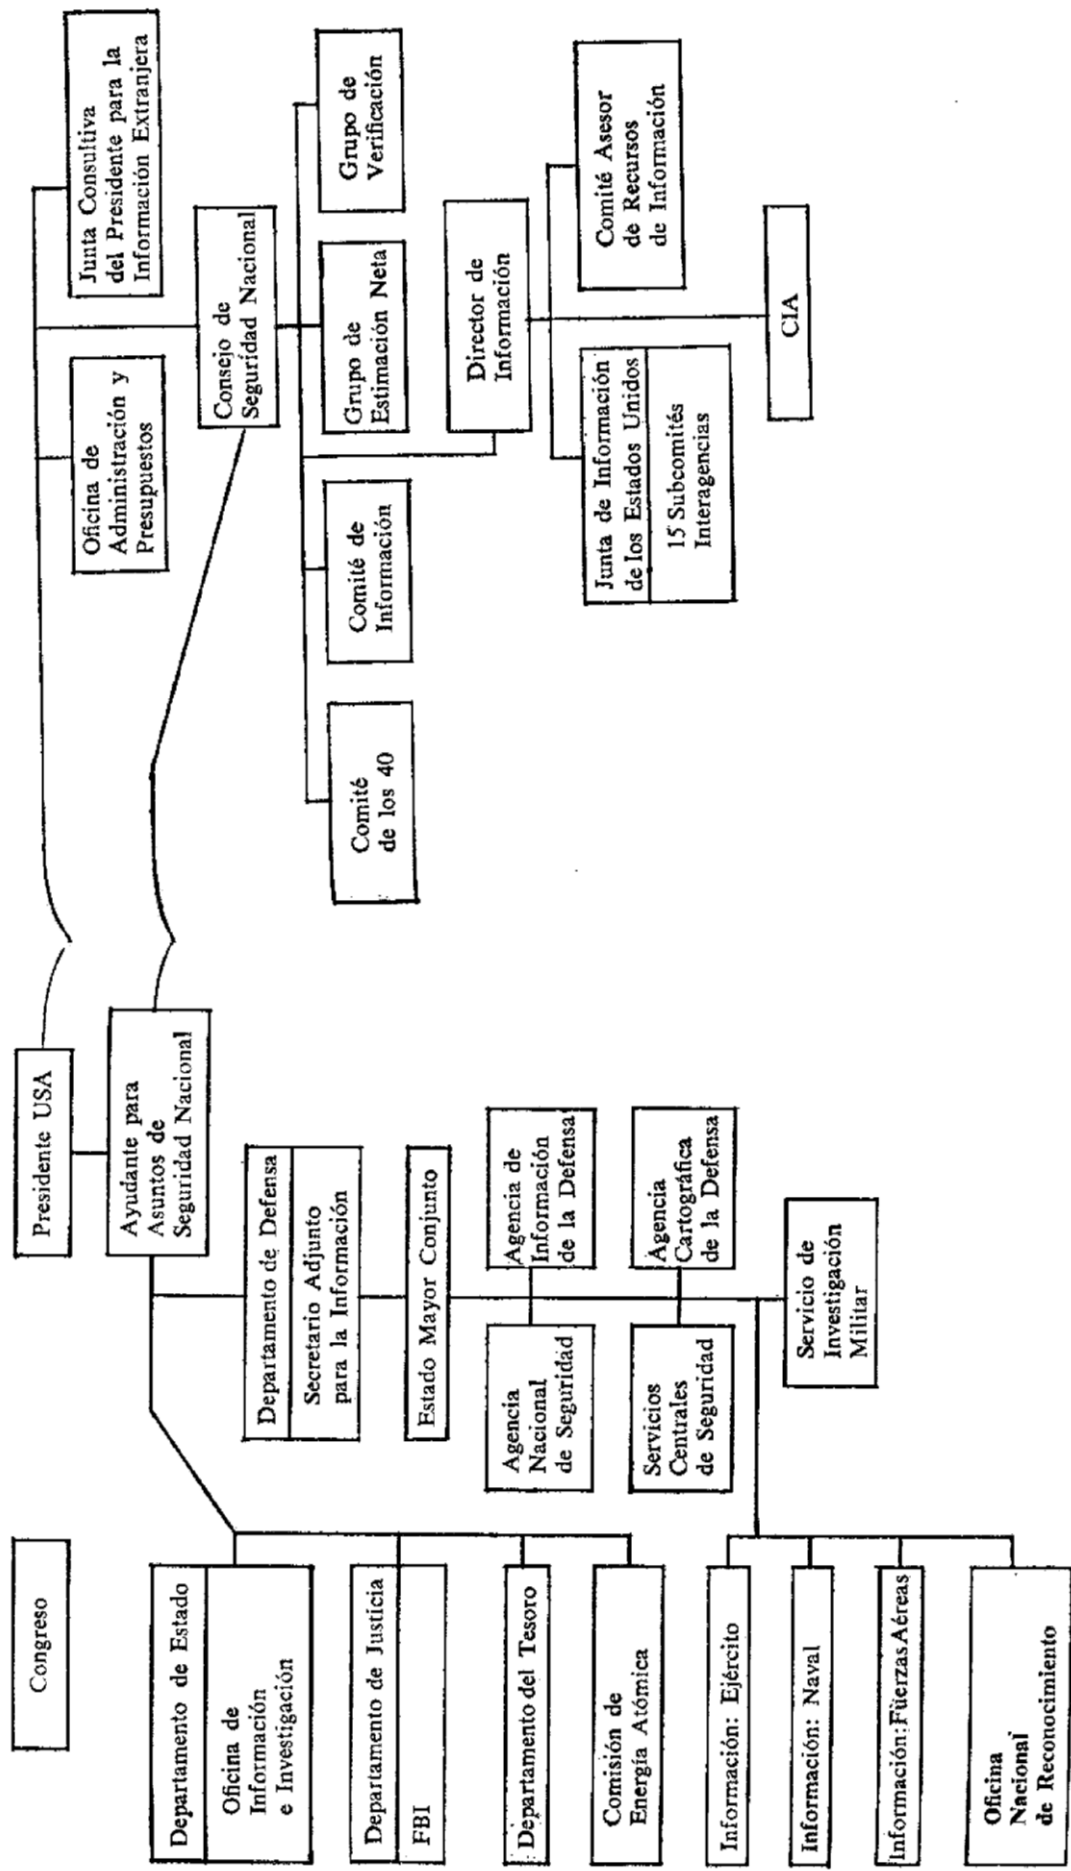 Congreso
Presidente USA
Ayudante para
Asuntos de
Seguridad Nacional
Oficina de
Administración y
Presupuestos
Junta Consultiva
del Presidente para la
Información Extranjera
Consejo de
Seguridad Nacional
Departamento de Estado
Oficina de
Información
e Investigación
Departamento de Justicia
FBI
Departamento del Tesoro
Comisión de
Energía Atómica
Departamento de Defensa
Secretario Adjunto
para la Información
Estado Mayor Conjunto
Agencia
Nacional
de Seguridad
Agencia de
Información
de la Defensa
Servicios
Centrales
de Seguridad
Agencia
Cartográfica
de la Defensa
Servicio de
Investigación
Militar
Información: Ejército
Información: Naval
Información: Fuerzas Aéreas
Oficina
Nacional
de Reconocimiento
Comité
de los 40
Comité de
Información
Grupo de
Estimación Neta
Grupo de
Verificación
Director de
Información
Junta de Información
de los Estados Unidos
15 Subcomités
Interagencias
Comité Asesor
de Recursos
de Información
CIA